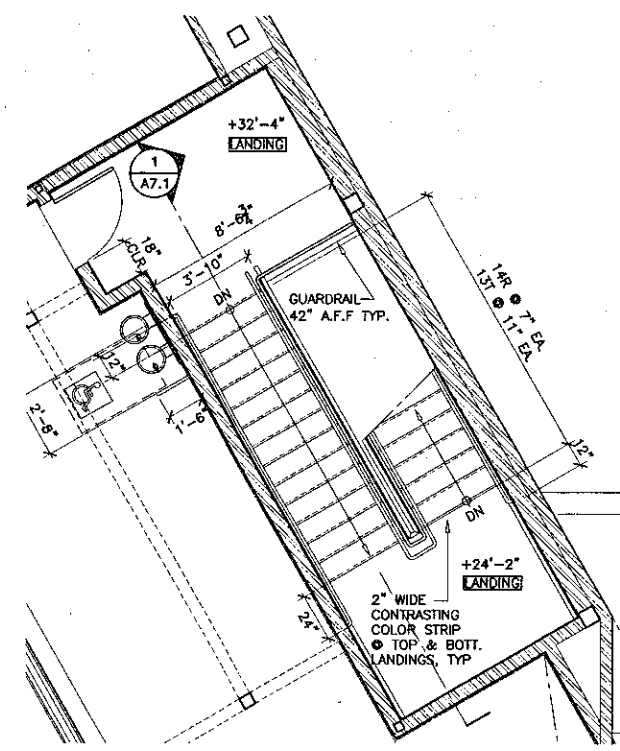 +32'-4"
LANDING
1
A7.1
8'-6¾"
18"
CLR.
3'-10"
DN
GUARDRAIL
42" A.F.F TYP.
14R @ 7" EA.
13T @ 11" EA.
12"
2'-8"
1'-6"
12"
DN
+24'-2"
LANDING
2" WIDE
CONTRASTING
COLOR STRIP
@ TOP & BOTT.
LANDINGS, TYP
24"